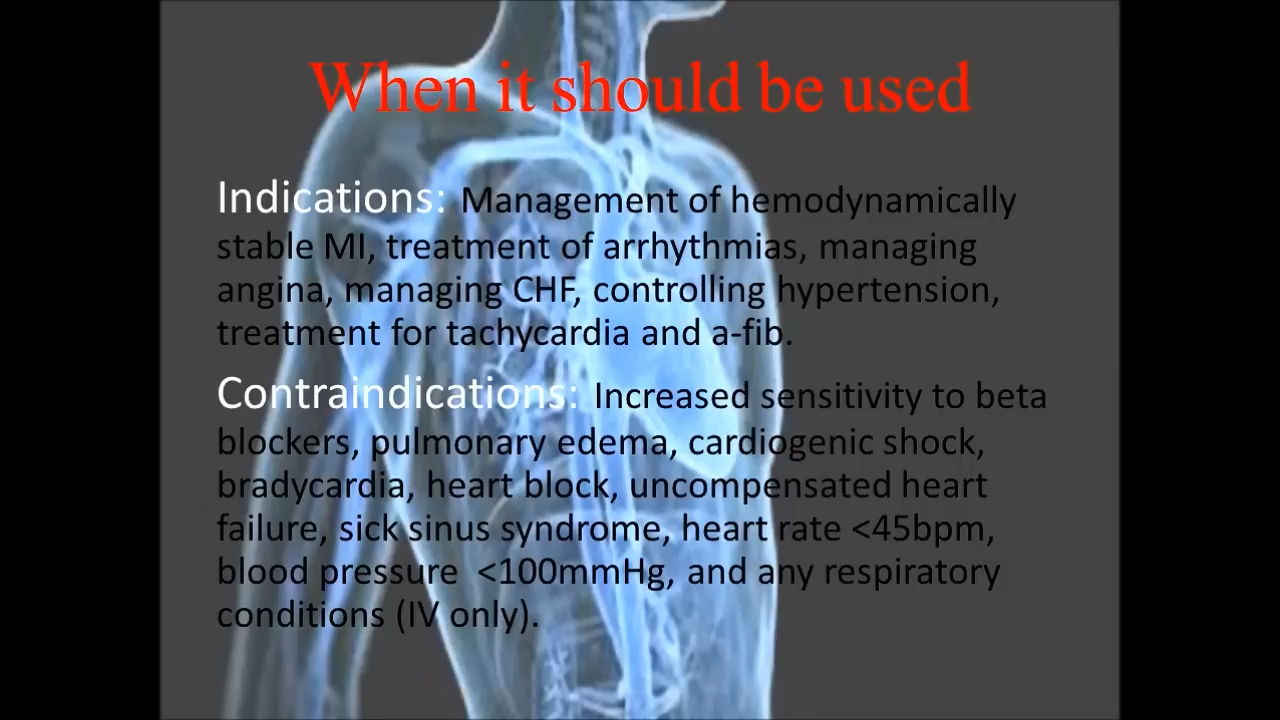 When it should be used
Indications: Management of hemodynamically
stable MI, treatment of arrhythmias, managing
angina, managing CHF, controlling hypertension,
treatment for tachycardia and a-fib.
Contraindications: Increased sensitivity to beta
blockers, pulmonary edema, cardiogenic shock,
bradycardia, heart block, uncompensated heart
failure, sick sinus syndrome, heart rate <45bpm,
blood pressure  <100mmHg, and any respiratory
conditions (IV only).